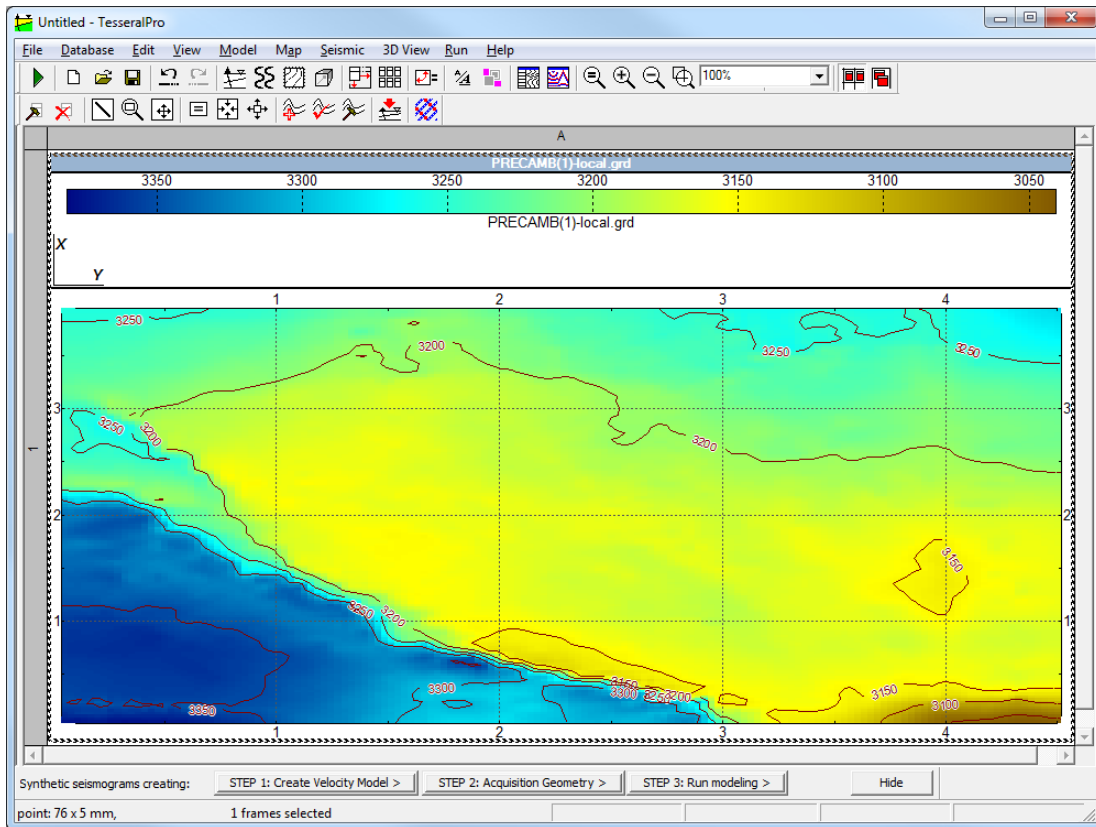 Untitled - TesseralPro
File Database Edit View Model Map Seismic 3D View Run Help
100%
A
PRECAMB(1)-local.grd
3350 3300 3250 3200 3150 3100 3050
PRECAMB(1)-local.grd
X
Y
1 2 3 4
3250 3200 3250 3250
3 3250 3200 3200 3
1
2 2
3150
3250 3200
1 1
3300 3150 3300 3250 3200 3150
3350 3100
1 2 3 4
Synthetic seismograms creating: STEP 1: Create Velocity Model > STEP 2: Acquisition Geometry > STEP 3: Run modeling > Hide
point: 76 x 5 mm, 1 frames selected